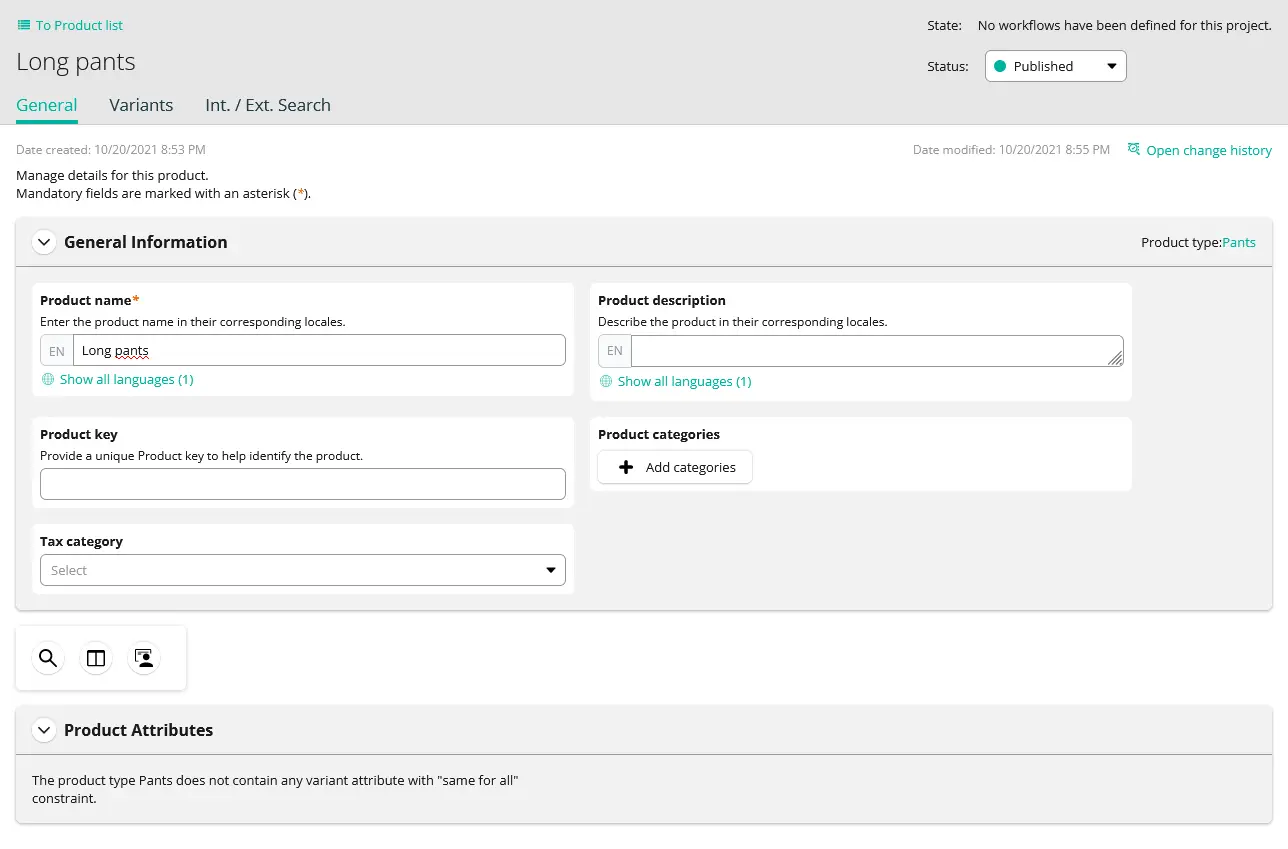 To Product list
State: No workflows have been defined for this project.
Long pants
Status: Published
General Variants Int. / Ext. Search
Date created: 10/20/2021 8:53 PM
Date modified: 10/20/2021 8:55 PM Open change history
Manage details for this product.
Mandatory fields are marked with an asterisk (*).
General Information
Product type:Pants
Product name*
Enter the product name in their corresponding locales.
EN Long pants
Show all languages (1)
Product description
Describe the product in their corresponding locales.
EN
Show all languages (1)
Product key
Provide a unique Product key to help identify the product.
Product categories
Add categories
Tax category
Select
Product Attributes
The product type Pants does not contain any variant attribute with "same for all"
constraint.